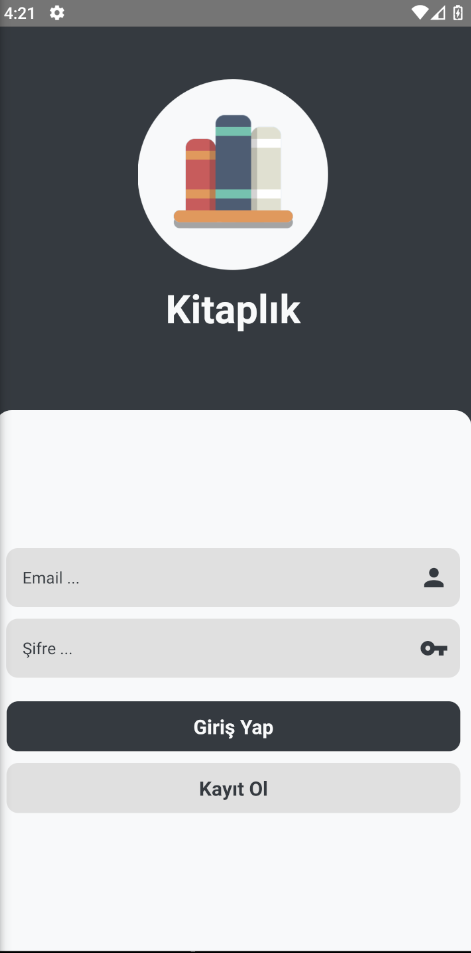 4:21
Kitaplık
Email ...
Şifre ...
Giriş Yap
Kayıt Ol